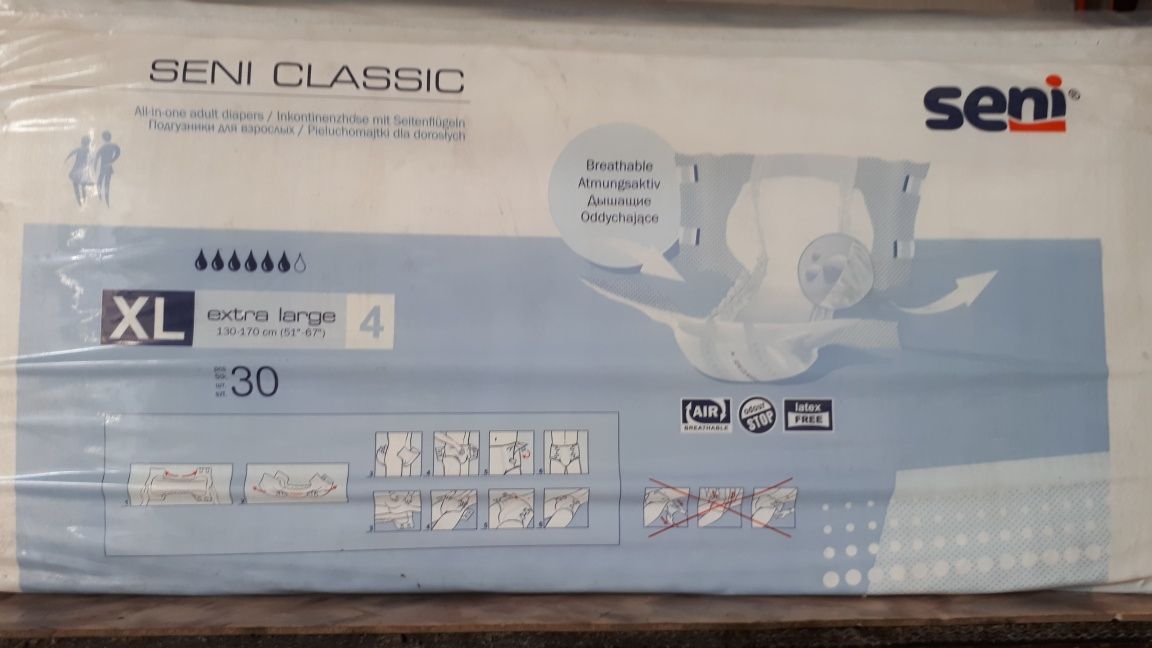 SENI CLASSIC
All-in-one adult diapers / Inkontinenzhose mit Seitenflügeln
Подгузники для взрослых / Pieluchomajtki dla dorosłych
seni®
Breathable
Atmungsaktiv
Дышащие
Oddychające
XL extra large 4
130-170 cm (51"-67")
30
AIR
BREATHABLE
odour
STOP
latex
FREE